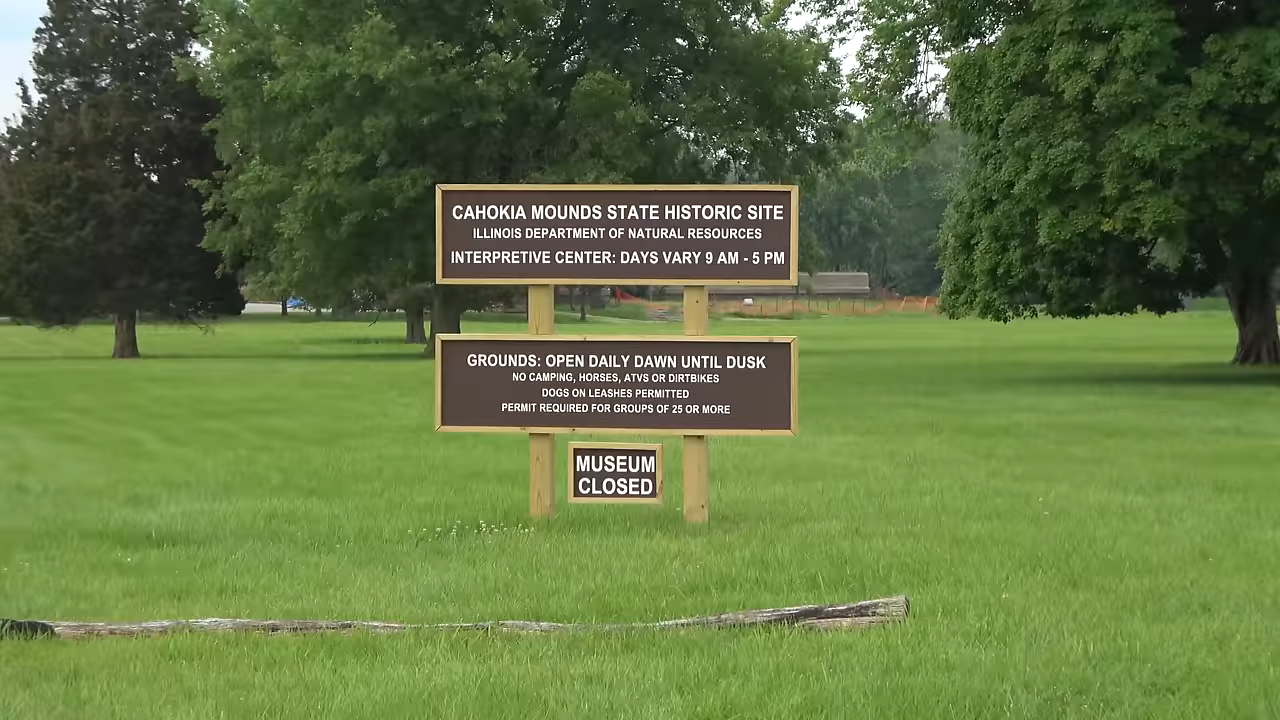 CAHOKIA MOUNDS STATE HISTORIC SITE
ILLINOIS DEPARTMENT OF NATURAL RESOURCES
INTERPRETIVE CENTER: DAYS VARY 9 AM - 5 PM
GROUNDS: OPEN DAILY DAWN UNTIL DUSK
NO CAMPING, HORSES, ATVS OR DIRTBIKES
DOGS ON LEASHES PERMITTED
PERMIT REQUIRED FOR GROUPS OF 25 OR MORE
MUSEUM
CLOSED